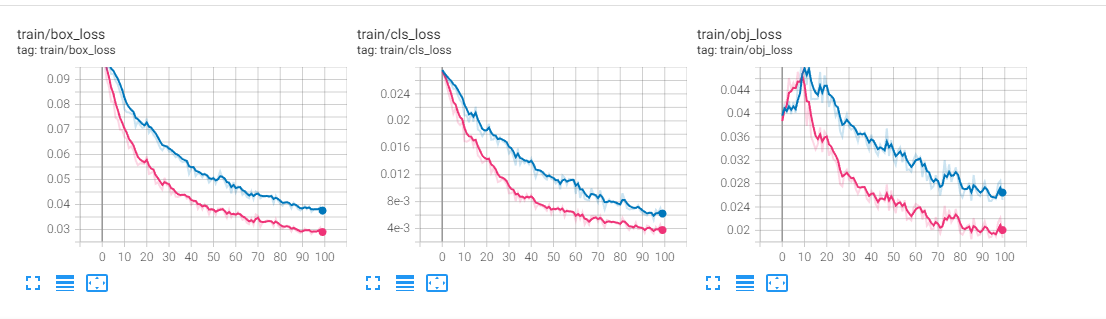 train/box_loss
tag: train/box_loss
0.09
0.08
0.07
0.06
0.05
0.04
0.03
0 10 20 30 40 50 60 70 80 90 100
train/cls_loss
tag: train/cls_loss
0.024
0.02
0.016
0.012
8e-3
4e-3
0 10 20 30 40 50 60 70 80 90 100
train/obj_loss
tag: train/obj_loss
0.044
0.04
0.036
0.032
0.028
0.024
0.02
0 10 20 30 40 50 60 70 80 90 100